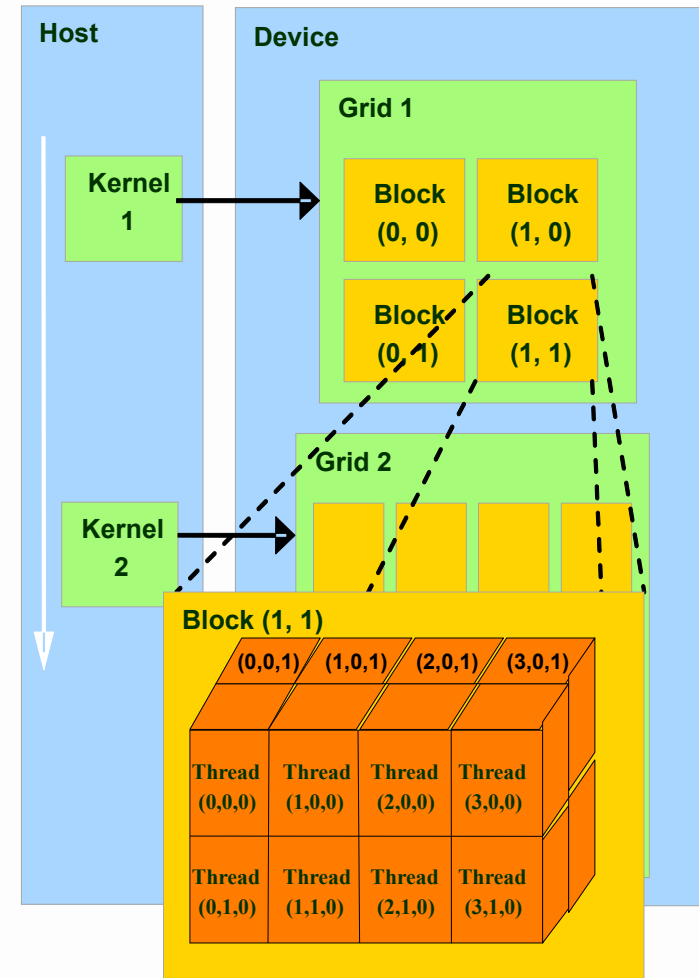 Host
Device
Grid 1
Kernel
1
Block
(0, 0)
Block
(1, 0)
Block
(0, 1)
Block
(1, 1)
Grid 2
Kernel
2
Block (1, 1)
(0,0,1)
(1,0,1)
(2,0,1)
(3,0,1)
Thread
(0,0,0)
Thread
(1,0,0)
Thread
(2,0,0)
Thread
(3,0,0)
Thread
(0,1,0)
Thread
(1,1,0)
Thread
(2,1,0)
Thread
(3,1,0)